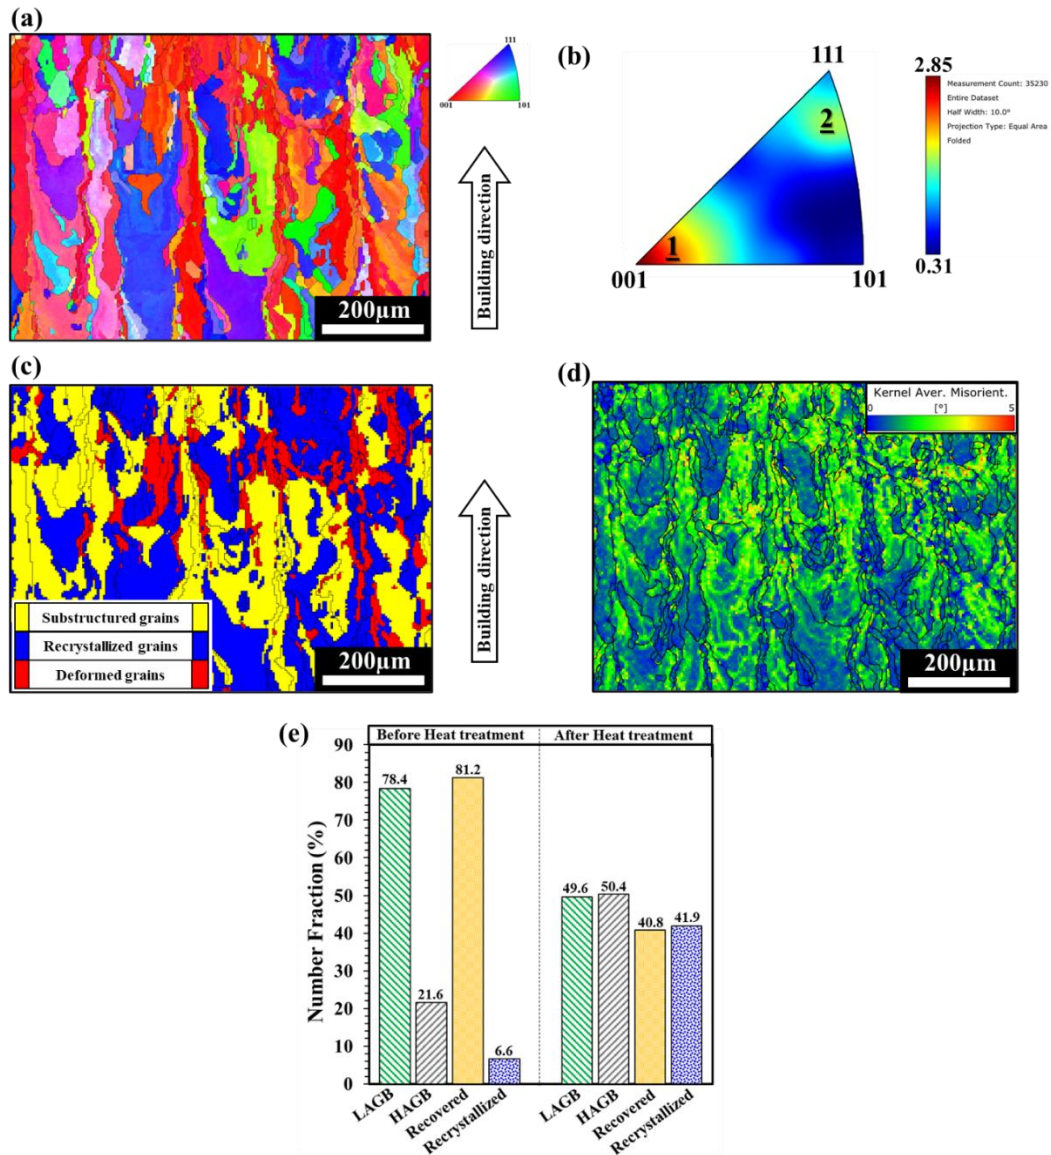 (a)
111
001
101
Building direction
200μm
(b)
111
2
1
001
101
2.85
0.31
Measurement Count: 35230
Entire Dataset
Half Width: 10.0°
Projection Type: Equal Area
Folded
(c)
Substructured grains
Recrystallized grains
Deformed grains
200μm
Building direction
(d)
Kernel Aver. Misorient.
0 [°] 5
200μm
(e)
Before Heat treatment
After Heat treatment
Number Fraction (%)
90
80
70
60
50
40
30
20
10
0
78.4
21.6
81.2
6.6
49.6
50.4
40.8
41.9
LAGB
HAGB
Recovered
Recrystallized
LAGB
HAGB
Recovered
Recrystallized